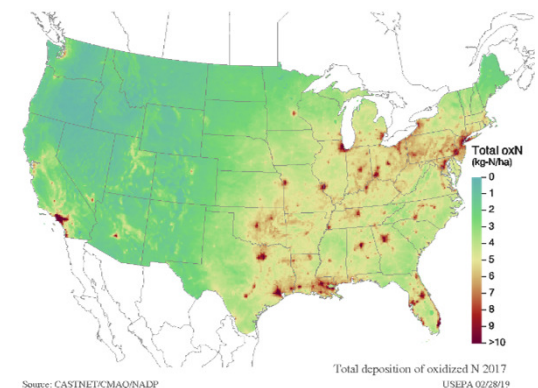 Total oxN
(kg-N/ha)
0
1
2
3
4
5
6
7
8
9
>10
Total deposition of oxidized N 2017
Source: CASTNET/CMAQ/NADP
USEPA 02/28/19